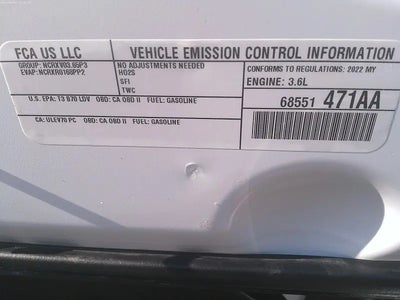 FCA US LLC
VEHICLE EMISSION CONTROL INFORMATION
GROUP: NCRXV03.65P3
EVAP: NCRXR0168PP2
NO ADJUSTMENTS NEEDED
HO2S
SFI
TWC
CONFORMS TO REGULATIONS: 2022 MY
ENGINE: 3.6L
U.S. EPA: T3 B70 LDV OBD: CA OBD II FUEL: GASOLINE
68551 471AA
CA: ULEV70 PC OBD: CA OBD II FUEL: GASOLINE